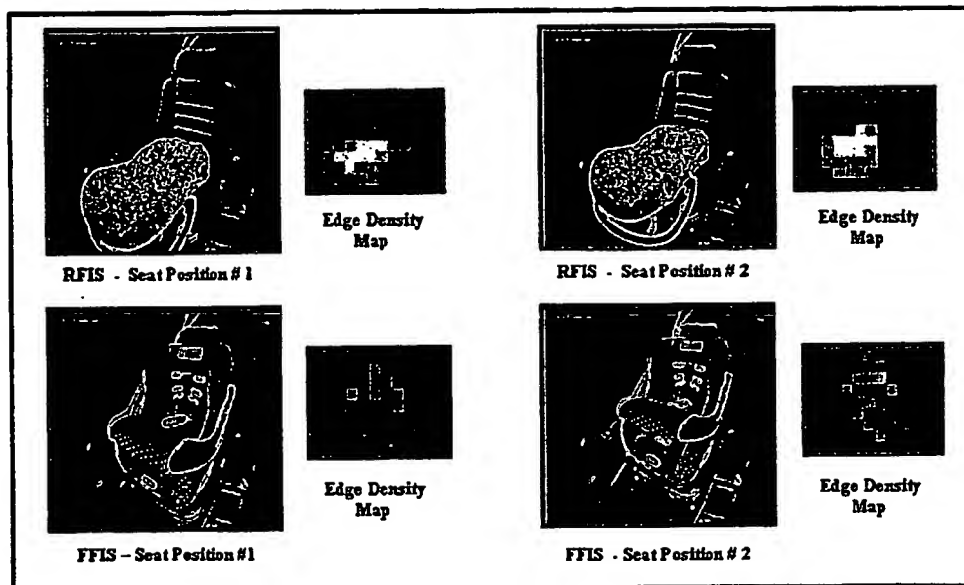 Edge Density
Map
Edge Density
Map
RFIS - Seat Position # 1
RFIS - Seat Position # 2
Edge Density
Map
Edge Density
Map
FFIS – Seat Position #1
FFIS - Seat Position # 2